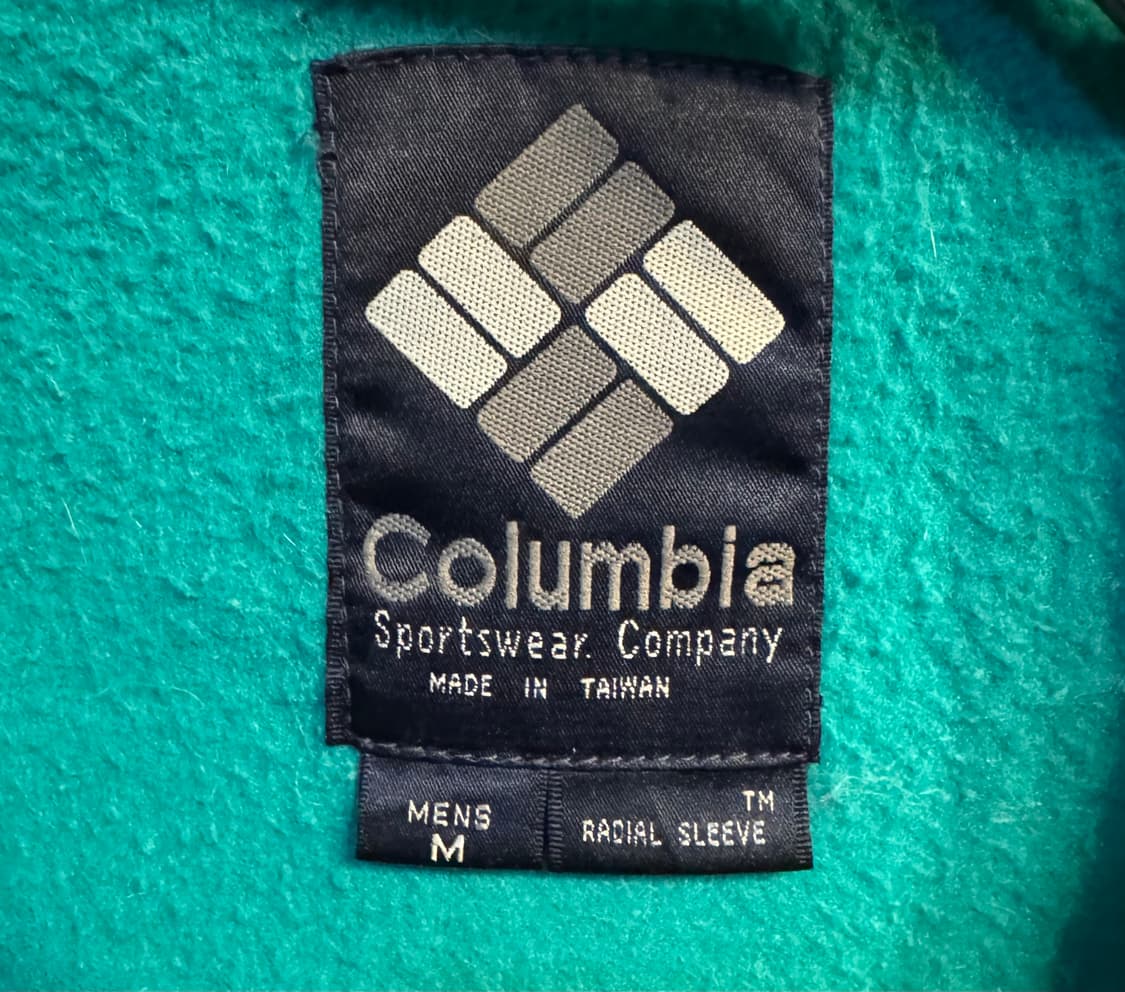 Columbia
Sportswear Company
MADE IN TAIWAN
MENS
M
TM
RADIAL SLEEVE